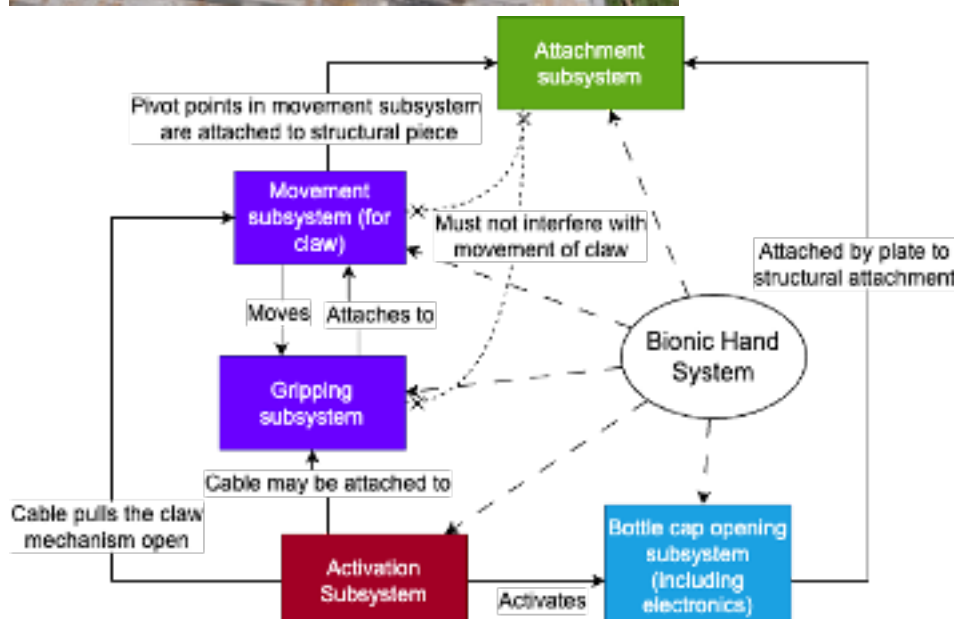 Attachment
subsystem
Pivot points in movement subsystem
are attached to structural piece
Movement
subsystem (for
claw)
Must not interfere with
movement of claw
Attached by plate to
structural attachment
Moves
Attaches to
Bionic Hand
System
Gripping
subsystem
Cable may be attached to
Cable pulls the claw
mechanism open
Bottle cap opening
subsystem
(including
electronics)
Activation
Subsystem
Activates